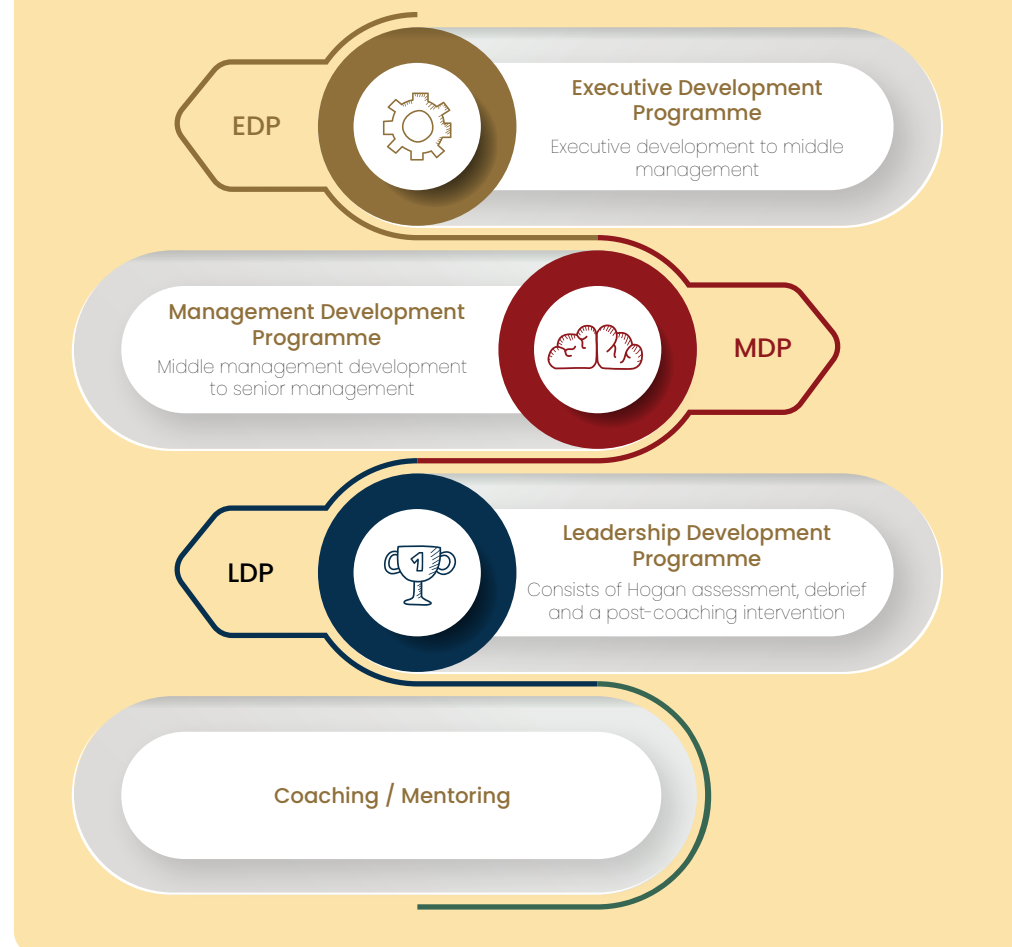 EDP
Executive Development
Programme
Executive development to middle
management
Management Development
Programme
Middle management development
to senior management
MDP
LDP
1
Leadership Development
Programme
Consists of Hogan assessment, debrief
and a post-coaching intervention
Coaching / Mentoring